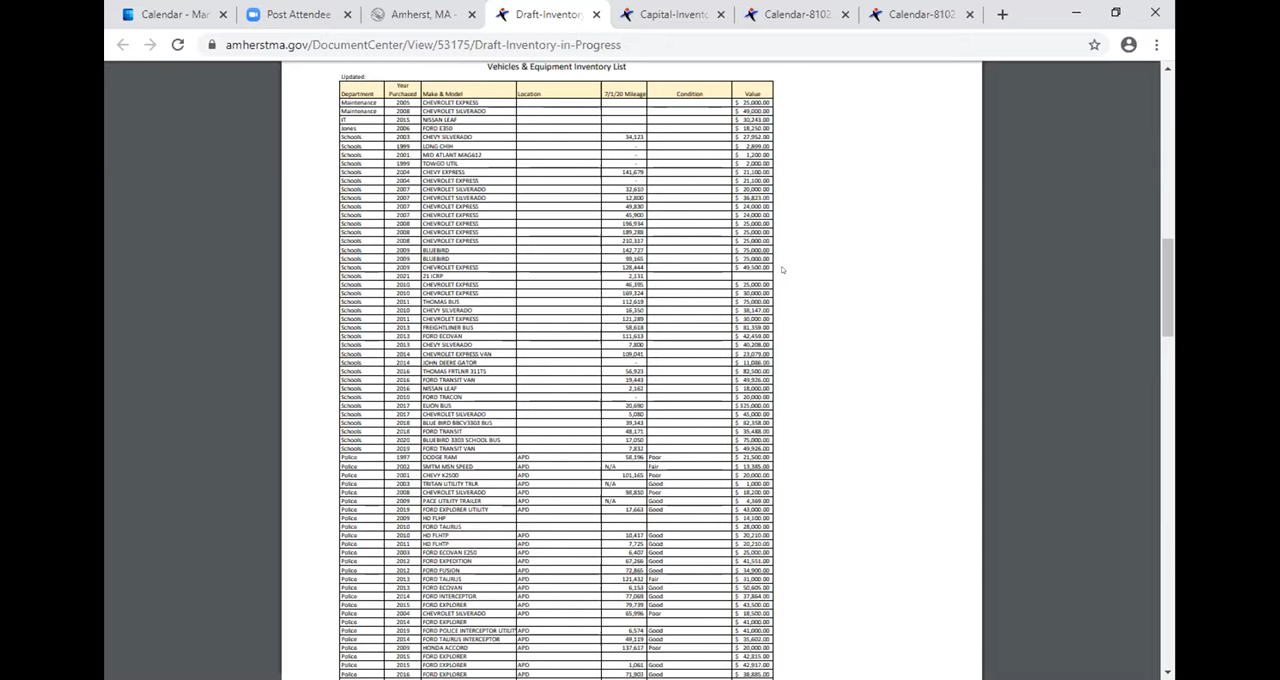 Calendar - Mar
Post Attendee
Amherst, MA -
Draft-Inventor
Capital-Invento
Calendar-8102
Calendar-8102
amherstma.gov/DocumentCenter/View/53175/Draft-Inventory-in-Progress
Vehicles & Equipment Inventory List
Updated:
Department Year Purchased Make & Model Location 7/1/20 Mileage Condition Value
Maintenance 2005 CHEVROLET EXPRESS $ 25,000.00
Maintenance 2008 CHEVROLET SILVERADO $ 49,000.00
IT 2015 NISSAN LEAF $ 30,243.00
Jones 2006 FORD E350 $ 18,250.00
Schools 2003 CHEVY SILVERADO 34,123 $ 27,952.00
Schools 1999 LONG CHIH - $ 2,899.00
Schools 2001 MID ATLANT MAG612 - $ 1,200.00
Schools 1999 TOWGO UTIL - $ 2,000.00
Schools 2004 CHEVY EXPRESS 141,679 $ 21,100.00
Schools 2004 CHEVROLET EXPRESS - $ 21,100.00
Schools 2007 CHEVROLET SILVERADO 32,610 $ 20,000.00
Schools 2007 CHEVROLET SILVERADO 12,800 $ 36,823.00
Schools 2007 CHEVROLET EXPRESS 49,830 $ 24,000.00
Schools 2007 CHEVROLET EXPRESS 45,900 $ 24,000.00
Schools 2008 CHEVROLET EXPRESS 196,934 $ 25,000.00
Schools 2008 CHEVROLET EXPRESS 189,288 $ 25,000.00
Schools 2008 CHEVROLET EXPRESS 210,317 $ 25,000.00
Schools 2009 BLUEBIRD 142,727 $ 75,000.00
Schools 2009 BLUEBIRD 99,165 $ 75,000.00
Schools 2009 CHEVROLET EXPRESS 128,444 $ 49,500.00
Schools 2021 21 ICRP 2,131
Schools 2010 CHEVROLET EXPRESS 46,395 $ 25,000.00
Schools 2010 CHEVROLET EXPRESS 169,324 $ 30,000.00
Schools 2011 THOMAS BUS 112,619 $ 75,000.00
Schools 2010 CHEVY SILVERADO 16,350 $ 38,147.00
Schools 2011 CHEVROLET EXPRESS 121,289 $ 30,000.00
Schools 2013 FREIGHTLINER BUS 58,618 $ 81,359.00
Schools 2013 FORD ECOVAN 111,613 $ 42,459.00
Schools 2013 CHEVY SILVERADO 7,800 $ 40,208.00
Schools 2014 CHEVROLET EXPRESS VAN 109,041 $ 23,079.00
Schools 2014 JOHN DEERE GATOR - $ 11,086.00
Schools 2016 THOMAS FRTLNR 311TS 56,923 $ 82,500.00
Schools 2016 FORD TRANSIT VAN 19,443 $ 49,926.00
Schools 2016 NISSAN LEAF 2,162 $ 18,000.00
Schools 2010 FORD TRACON - $ 20,000.00
Schools 2017 ELION BUS 20,690 $ 325,000.00
Schools 2017 CHEVROLET SILVERADO 5,080 $ 45,000.00
Schools 2018 BLUE BIRD BBCV3303 BUS 39,343 $ 82,358.00
Schools 2018 FORD TRANSIT 48,171 $ 35,488.00
Schools 2020 BLUEBIRD 3303 SCHOOL BUS 17,050 $ 75,000.00
Schools 2019 FORD TRANSIT VAN 7,832 $ 49,926.00
Police 1997 DODGE RAM APD 58,196 Poor $ 21,500.00
Police 2002 SMTM MSN SPEED APD N/A Fair $ 13,385.00
Police 2001 CHEVY K2500 APD 101,165 Poor $ 20,000.00
Police 2003 TRITAN UTILITY TRLR APD N/A Good $ 1,000.00
Police 2008 CHEVROLET SILVERADO APD 98,810 Poor $ 18,200.00
Police 2009 PACE UTILITY TRAILER APD N/A Good $ 4,369.00
Police 2019 FORD EXPLORER UTILITY APD 17,663 Good $ 43,000.00
Police 2009 HD FLHP $ 14,100.00
Police 2010 FORD TAURUS $ 28,000.00
Police 2010 HD FLHTP APD 10,417 Good $ 20,210.00
Police 2011 HD FLHTP APD 7,725 Good $ 20,210.00
Police 2003 FORD ECOVAN E250 APD 6,407 Good $ 25,000.00
Police 2012 FORD EXPEDITION APD 67,266 Good $ 41,551.00
Police 2012 FORD FUSION APD 72,865 Good $ 34,900.00
Police 2013 FORD TAURUS APD 121,432 Fair $ 31,000.00
Police 2013 FORD ECOVAN APD 6,153 Good $ 50,605.00
Police 2014 FORD INTERCEPTOR APD 77,069 Good $ 37,864.00
Police 2015 FORD EXPLORER APD 79,739 Good $ 43,500.00
Police 2004 CHEVROLET SILVERADO APD 65,996 Poor $ 18,500.00
Police 2014 FORD EXPLORER $ 41,000.00
Police 2019 FORD POLICE INTERCEPTOR UTILIT APD 6,574 Good $ 41,000.00
Police 2014 FORD TAURUS INTERCEPTOR APD 49,119 Good $ 35,602.00
Police 2009 HONDA ACCORD APD 137,617 Poor $ 20,000.00
Police 2015 FORD EXPLORER $ 42,815.00
Police 2015 FORD EXPLORER APD 1,061 Good $ 42,917.00
Police 2016 FORD EXPLORER APD 71,903 Good $ 38,885.00